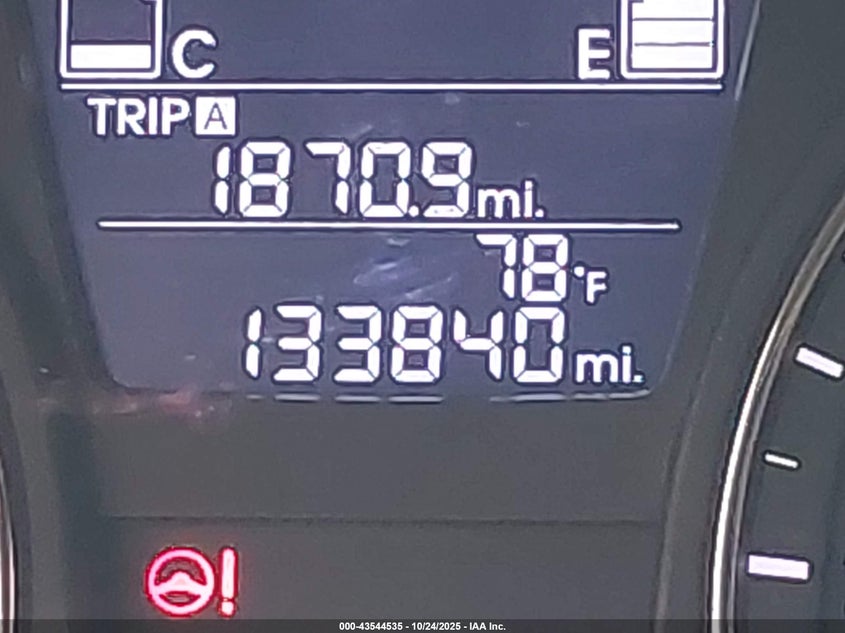 C E
TRIP A
1870.9 mi.
78°F
133840 mi.
!
000-43544535 - 10/24/2025 - IAA Inc.